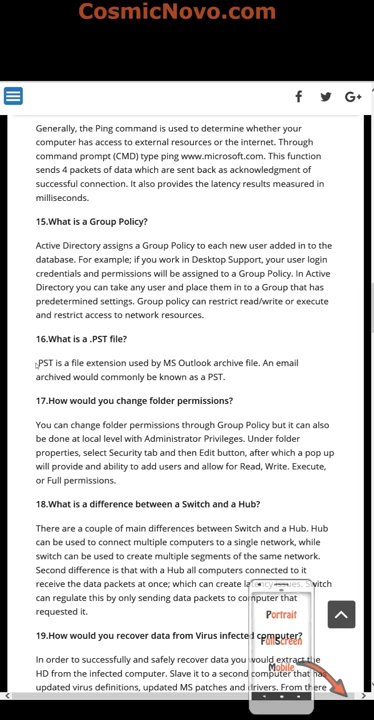 CosmicNovo.com
Generally, the Ping command is used to determine whether your
computer has access to external resources or the internet. Through
command prompt (CMD) type ping www.microsoft.com. This function
sends 4 packets of data which are sent back as acknowledgment of
successful connection. It also provides the latency results measured in
milliseconds.
15.What is a Group Policy?
Active Directory assigns a Group Policy to each new user added in to the
database. For example; if you work in Desktop Support, your user login
credentials and permissions will be assigned to a Group Policy. In Active
Directory you can take any user and place them in to a Group that has
predetermined settings. Group policy can restrict read/write or execute
and restrict access to network resources.
16.What is a .PST file?
.PST is a file extension used by MS Outlook archive file. An email
archived would commonly be known as a PST.
17.How would you change folder permissions?
You can change folder permissions through Group Policy but it can also
be done at local level with Administrator Privileges. Under folder
properties, select Security tab and then Edit button, after which a pop up
will provide and ability to add users and allow for Read, Write. Execute,
or Full permissions.
18.What is a difference between a Switch and a Hub?
There are a couple of main differences between Switch and a Hub. Hub
can be used to connect multiple computers to a single network, while
switch can be used to create multiple segments of the same network.
Second difference is that with a Hub all computers connected to it
receive the data packets at once; which can create latency issues. Switch
can regulate this by only sending data packets to computer that
requested it.
Portrait
FullScreen
Mobile
19.How would you recover data from Virus infected computer?
In order to successfully and safely recover data you would extract the
HD from the infected computer. Slave it to a second computer that has
updated virus definitions, updated MS patches and drivers. From there